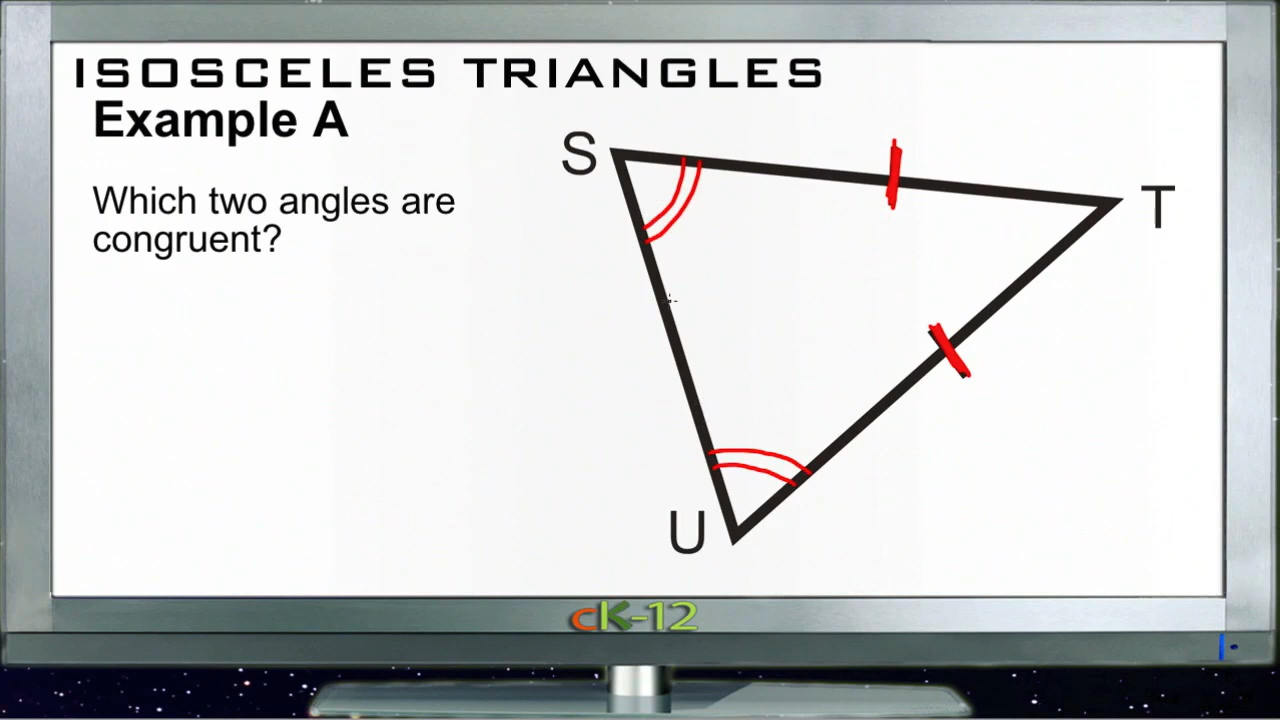 ISOSCELES TRIANGLES
Example A
Which two angles are
congruent?
S
T
U
cK-12